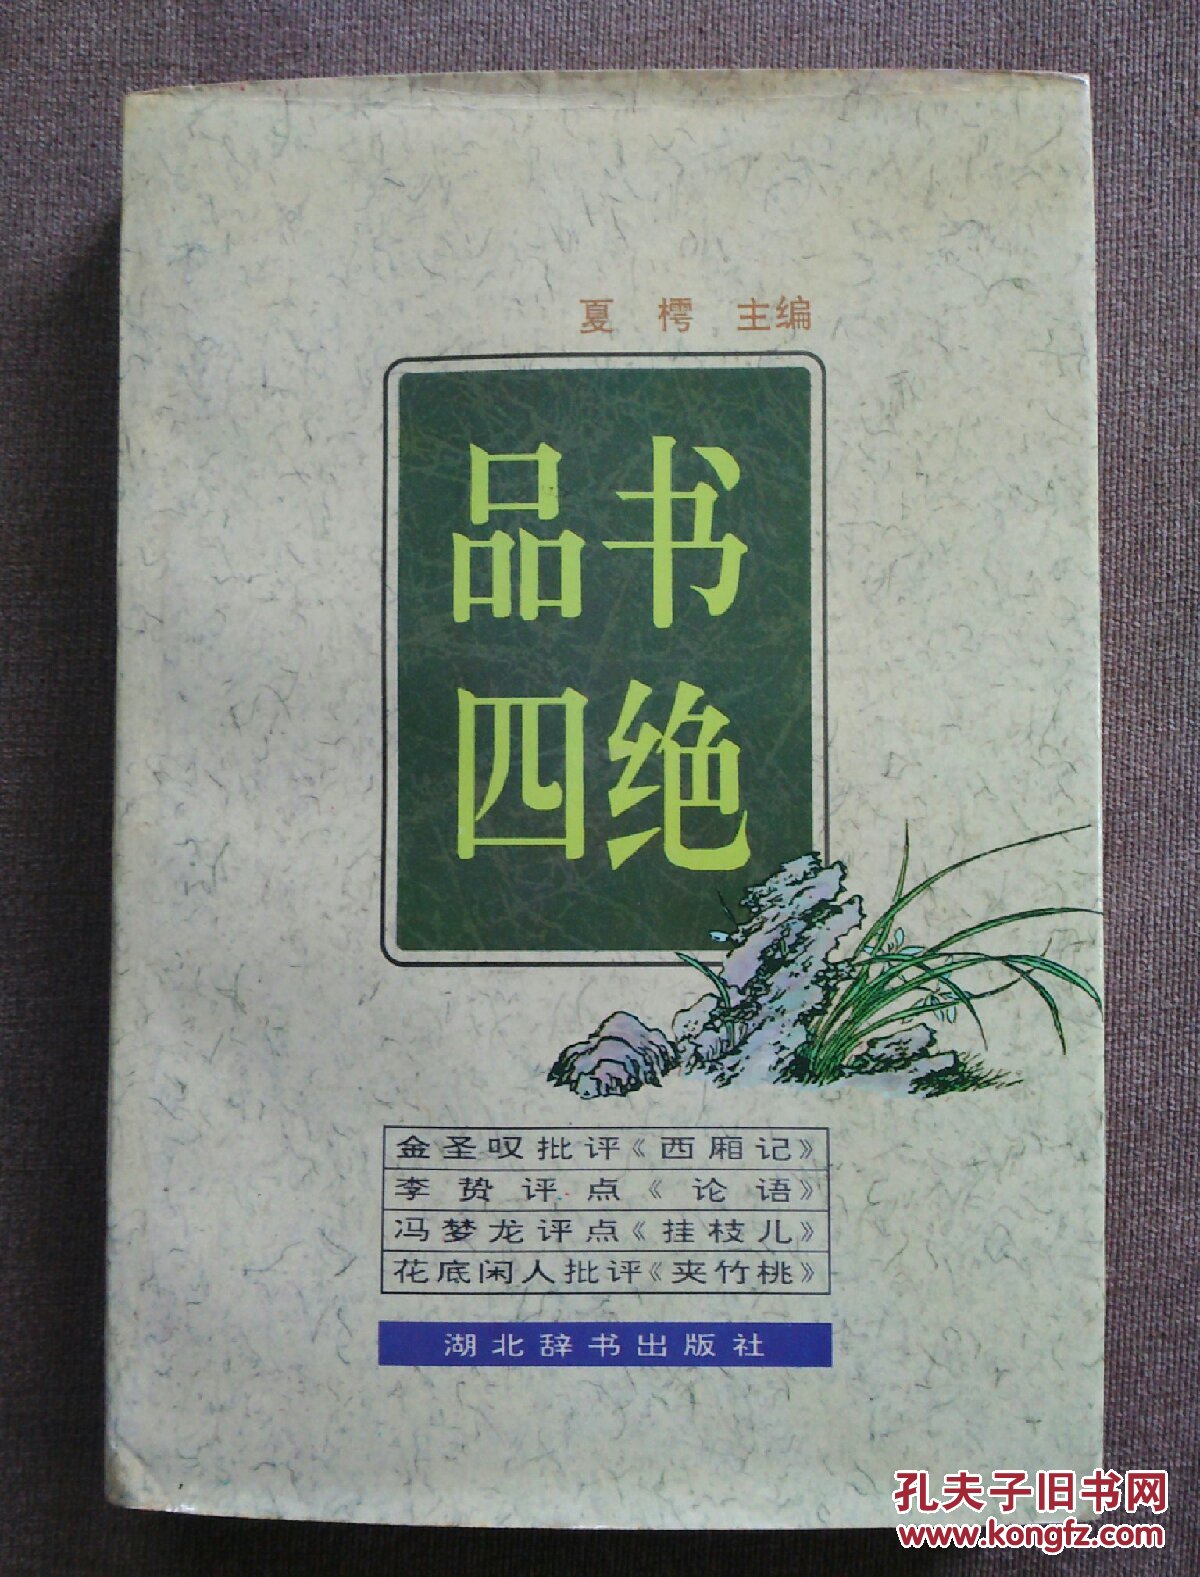 夏 樗 主编
品书
四绝
金圣叹批评《西厢记》
李贽评点《论语》
冯梦龙评点《挂枝儿》
花底闲人批评《夹竹桃》
湖北辞书出版社
孔夫子旧书网
www.kongfz.com